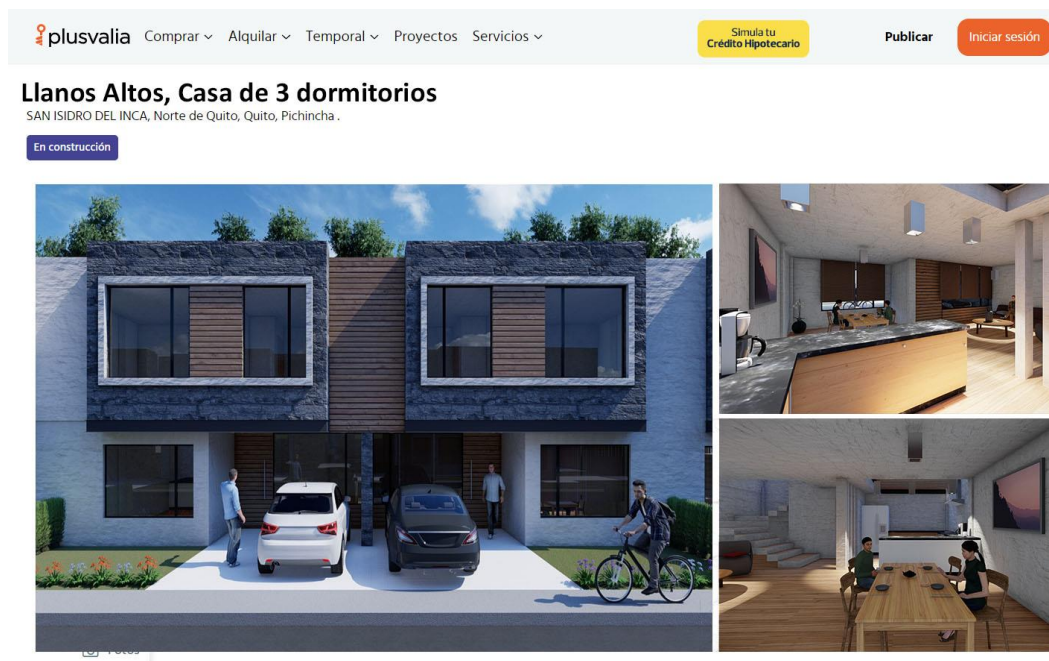 plusvalia Comprar Alquilar Temporal Proyectos Servicios Simula tu Crédito Hipotecario Publicar Iniciar sesión
Llanos Altos, Casa de 3 dormitorios
SAN ISIDRO DEL INCA, Norte de Quito, Quito, Pichincha .
En construcción